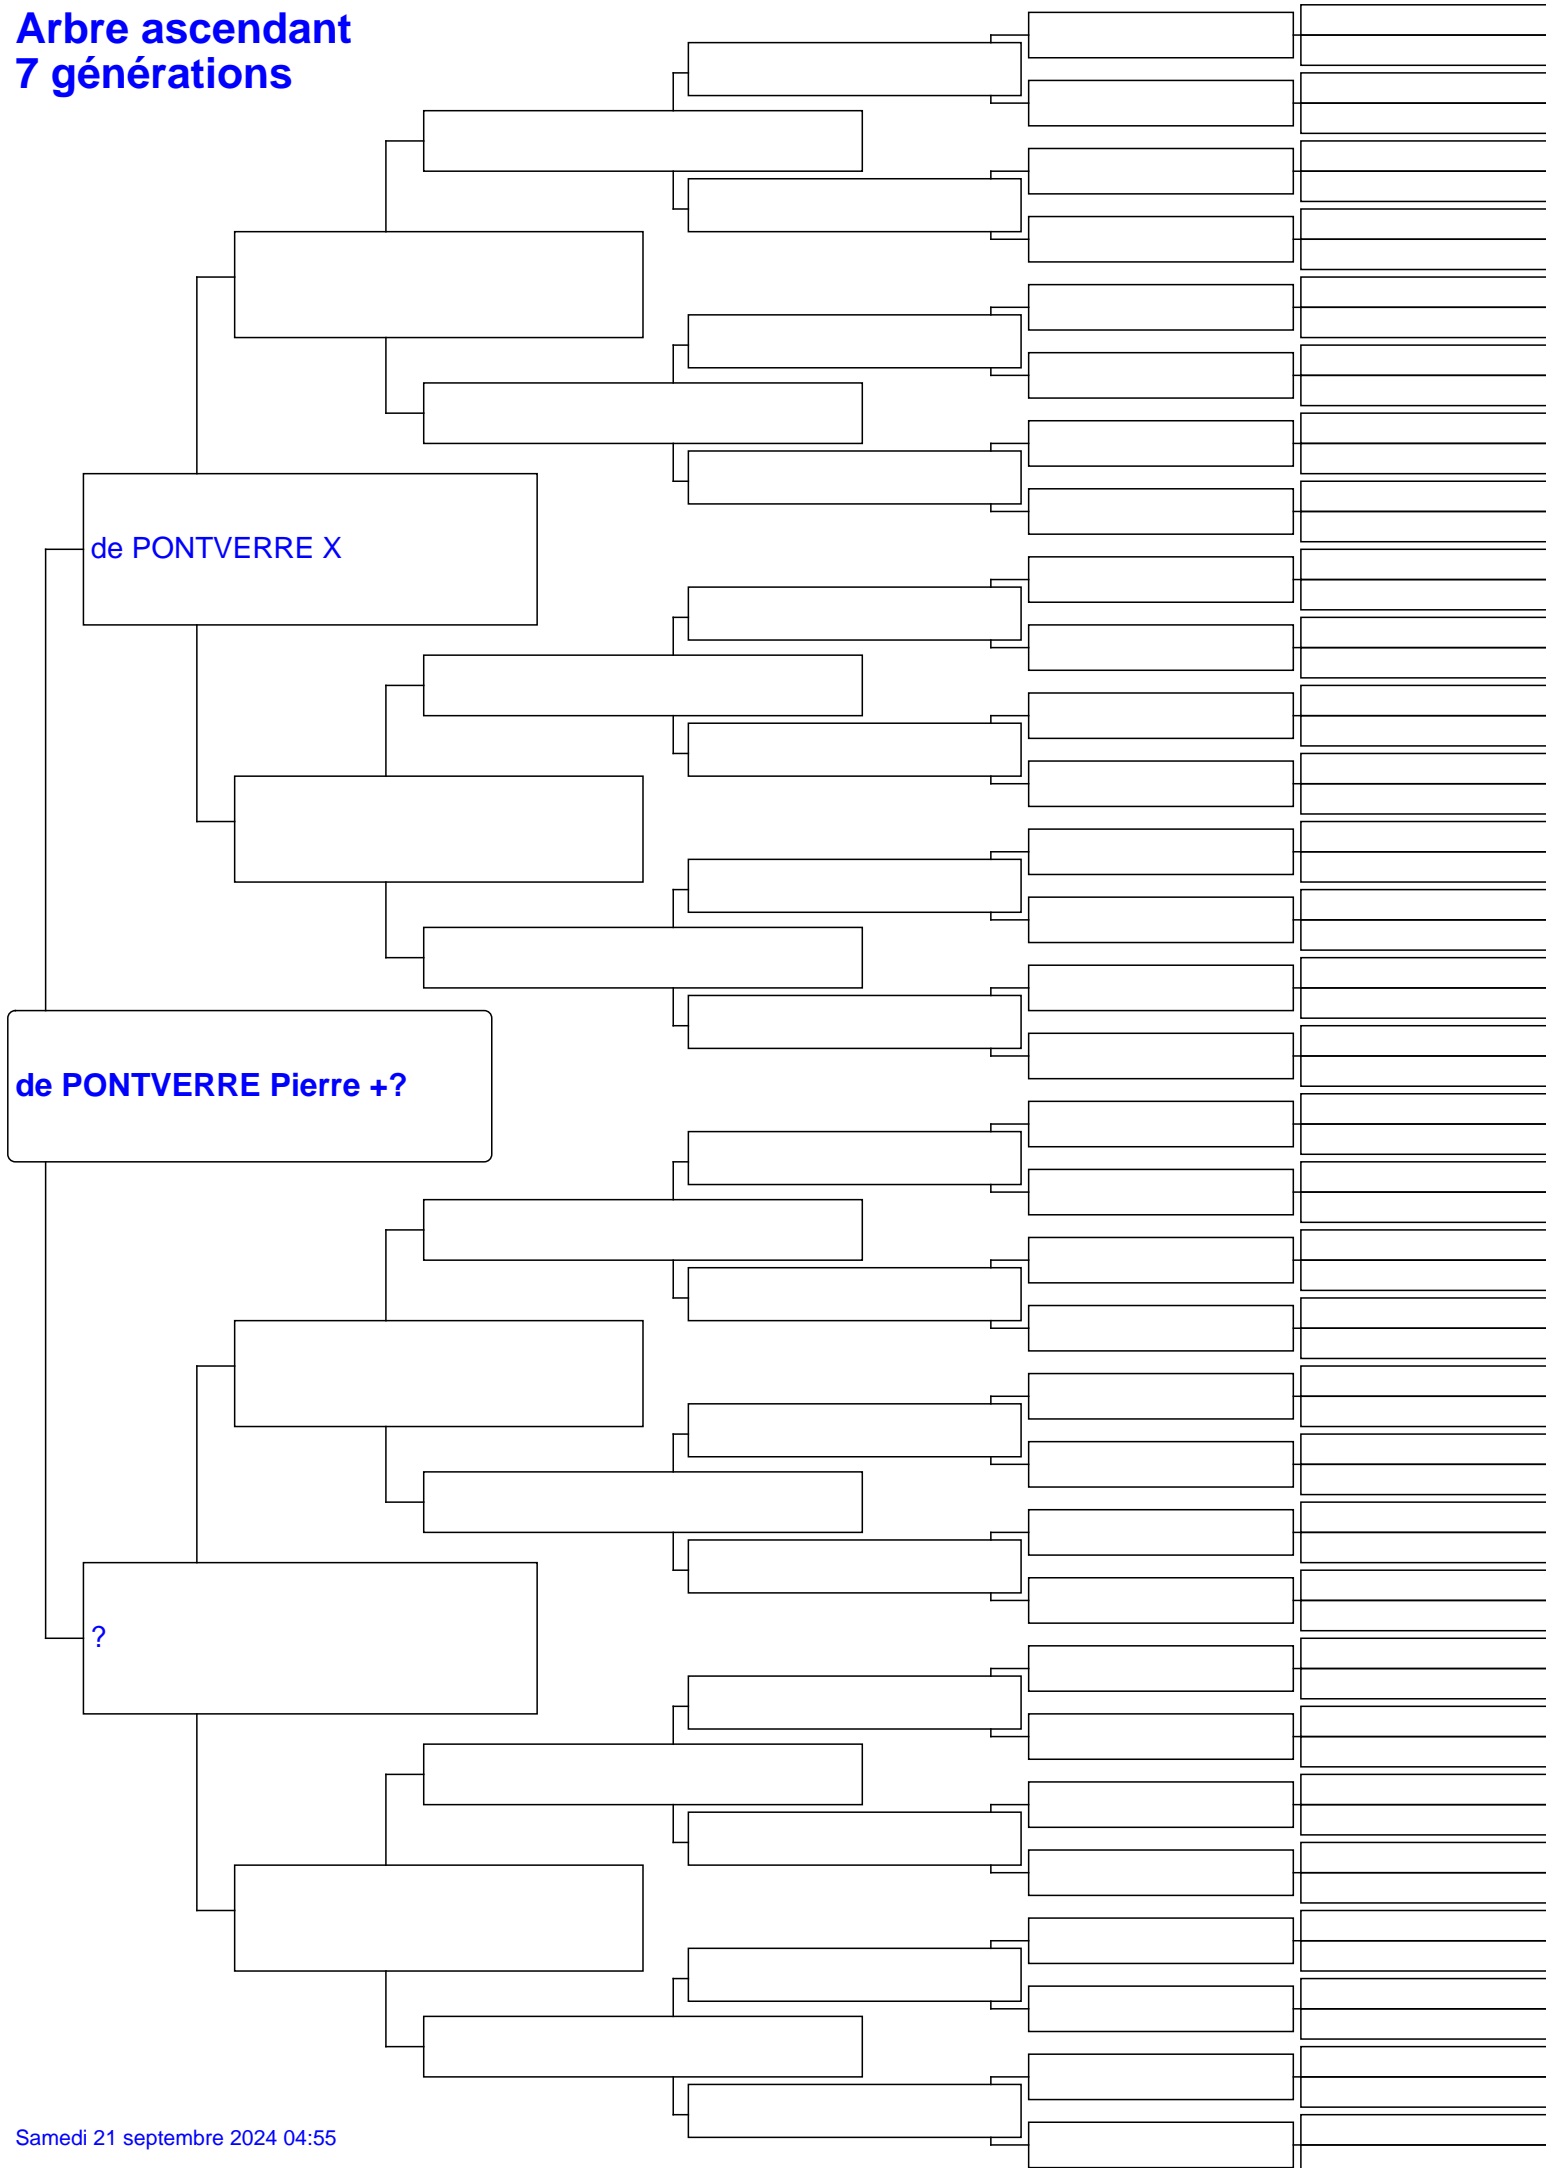 Arbre ascendant
7 générations
de PONTVERRE X
de PONTVERRE Pierre +?
?
Samedi 21 septembre 2024 04:55